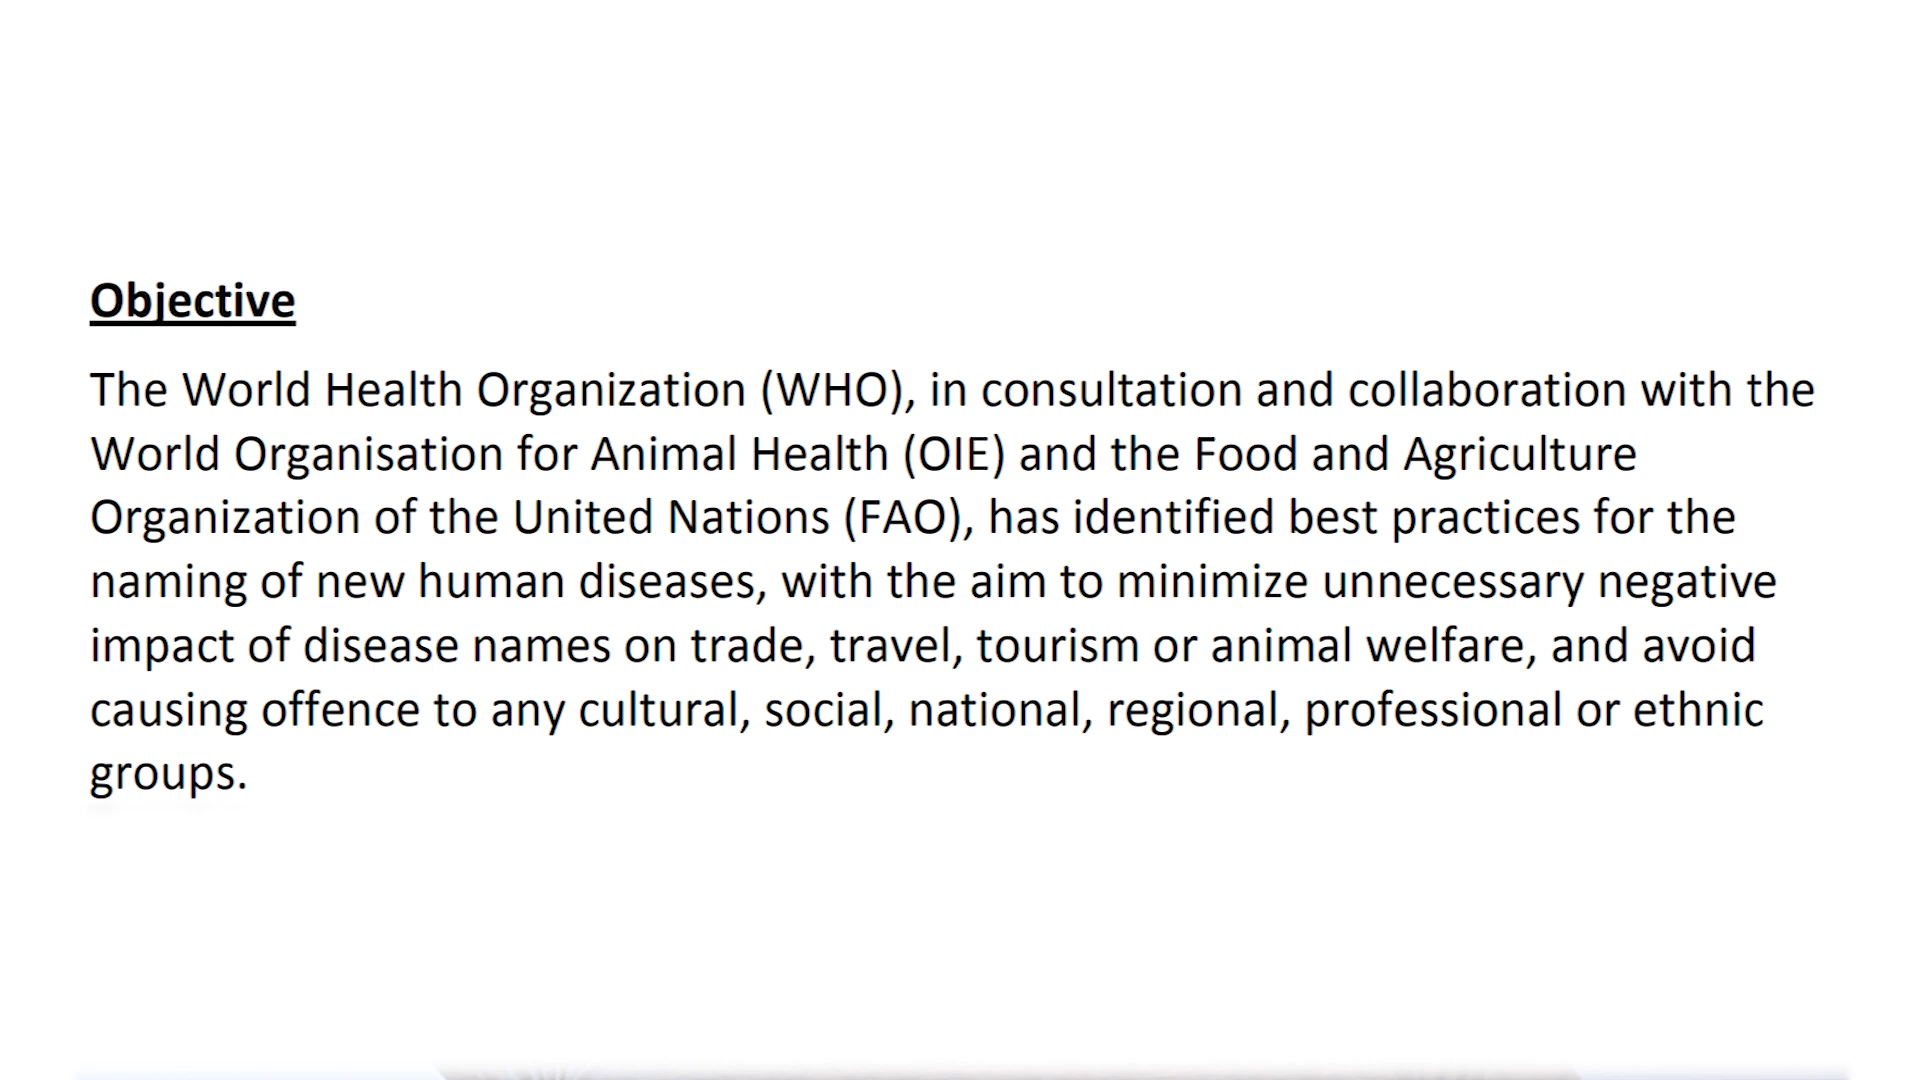 Objective
The World Health Organization (WHO), in consultation and collaboration with the
World Organisation for Animal Health (OIE) and the Food and Agriculture
Organization of the United Nations (FAO), has identified best practices for the
naming of new human diseases, with the aim to minimize unnecessary negative
impact of disease names on trade, travel, tourism or animal welfare, and avoid
causing offence to any cultural, social, national, regional, professional or ethnic
groups.